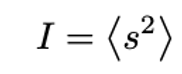 I = ⟨s²⟩